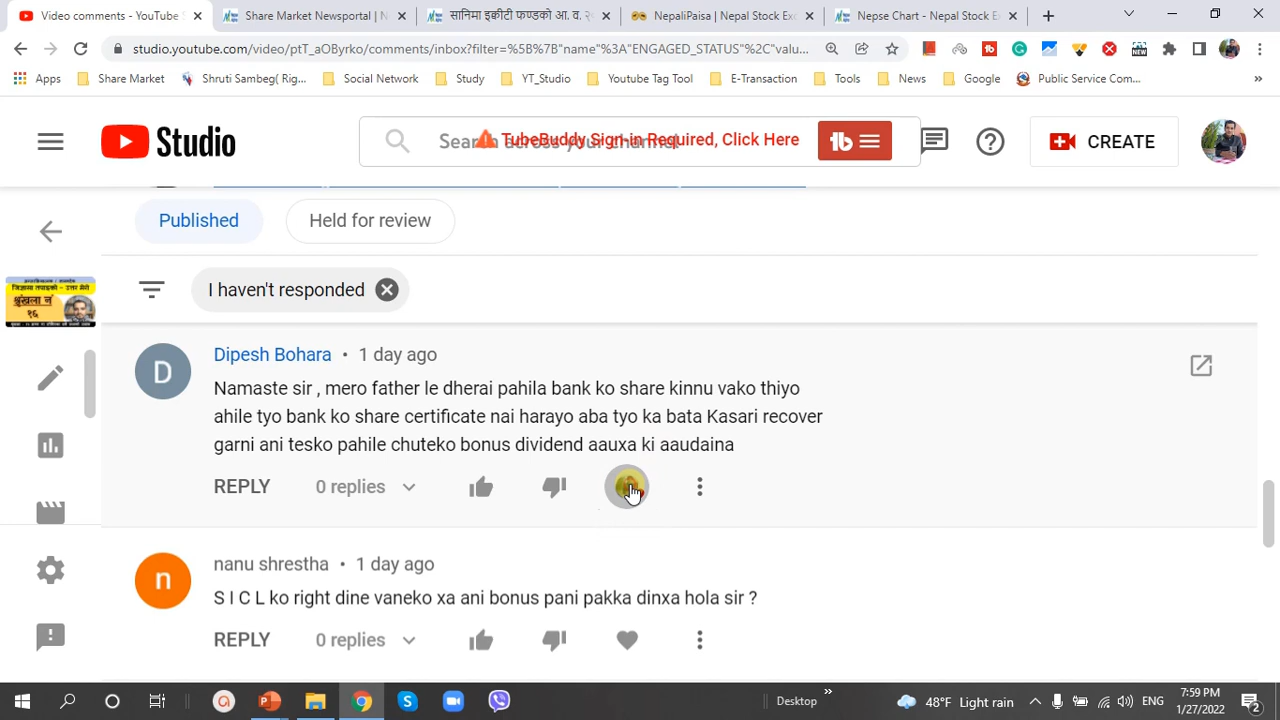 Video comments - YouTube S
Share Market Newsportal | N
सानिमा इक्वीटी फण्डको आ. व. २०
NepaliPaisa | Nepal Stock Exc
Nepse Chart - Nepal Stock E
studio.youtube.com/video/ptT_aOByrko/comments/inbox?filter=%5B%7B"name"%3A"ENGAGED_STATUS"%2C"valu...
Apps
Share Market
Shruti Sambeg( Rig...
Social Network
Study
YT_Studio
Youtube Tag Tool
E-Transaction
Tools
News
Google
Public Service Com...
»
Studio
TubeBuddy Sign-in Required, Click Here
tb
CREATE
Published
Held for review
I haven't responded
श्रृंखला नं
१६
Dipesh Bohara • 1 day ago
Namaste sir , mero father le dherai pahila bank ko share kinnu vako thiyo
ahile tyo bank ko share certificate nai harayo aba tyo ka bata Kasari recover
garni ani tesko pahile chuteko bonus dividend aauxa ki aaudaina
REPLY
0 replies
nanu shrestha • 1 day ago
S I C L ko right dine vaneko xa ani bonus pani pakka dinxa hola sir ?
REPLY
0 replies
Desktop
»
48°F Light rain
ENG
7:59 PM
1/27/2022
2